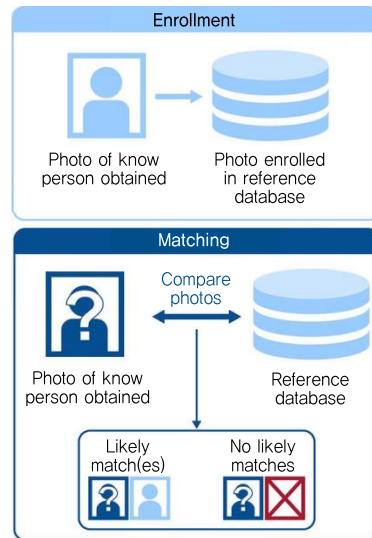 Enrollment
Photo of know
person obtained
Photo enrolled
in reference
database
Matching
Compare
photos
Photo of know
person obtained
Reference
database
Likely
match(es)
No likely
matches